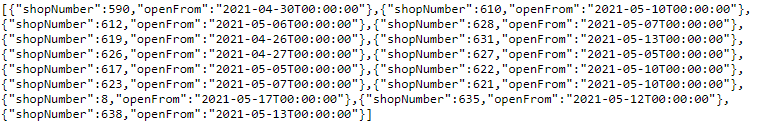 [{"shopNumber":590,"openFrom":"2021-04-30T00:00:00"},{"shopNumber":610,"openFrom":"2021-05-10T00:00:00"},
{"shopNumber":612,"openFrom":"2021-05-06T00:00:00"},{"shopNumber":628,"openFrom":"2021-05-07T00:00:00"},
{"shopNumber":619,"openFrom":"2021-04-26T00:00:00"},{"shopNumber":631,"openFrom":"2021-05-13T00:00:00"},
{"shopNumber":626,"openFrom":"2021-04-27T00:00:00"},{"shopNumber":627,"openFrom":"2021-05-05T00:00:00"},
{"shopNumber":617,"openFrom":"2021-05-05T00:00:00"},{"shopNumber":622,"openFrom":"2021-05-10T00:00:00"},
{"shopNumber":623,"openFrom":"2021-05-07T00:00:00"},{"shopNumber":621,"openFrom":"2021-05-10T00:00:00"},
{"shopNumber":8,"openFrom":"2021-05-17T00:00:00"},{"shopNumber":635,"openFrom":"2021-05-12T00:00:00"},
{"shopNumber":638,"openFrom":"2021-05-13T00:00:00"}]